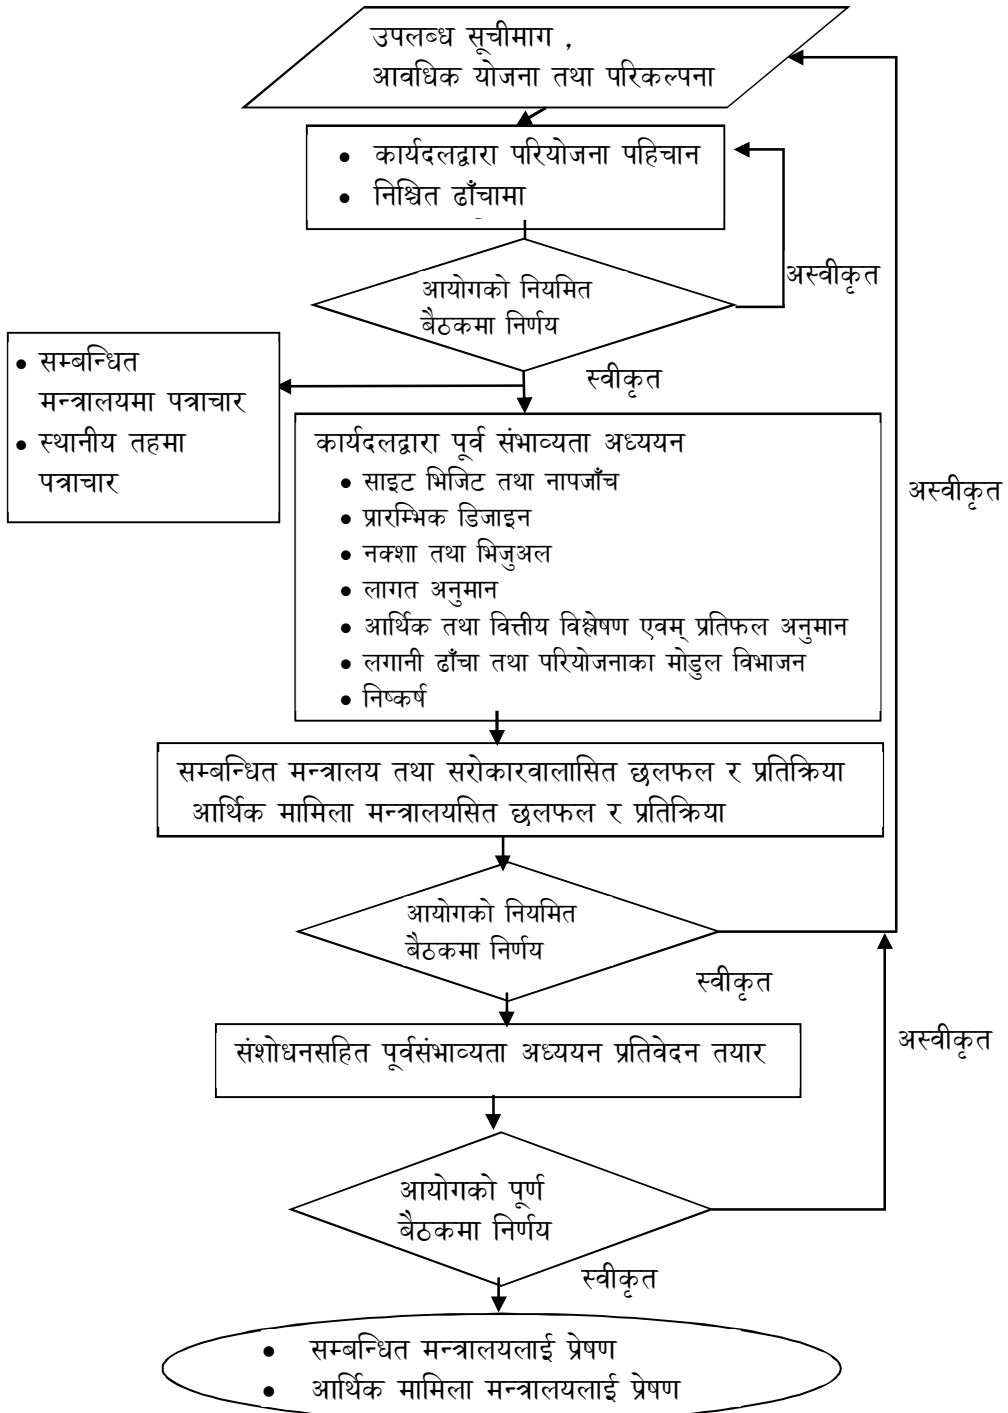 उपलब्ध सूचीमाग ,
आवधिक योजना तथा परिकल्पना
• कार्यदलद्वारा परियोजना पहिचान
• निश्चित ढाँचामा
आयोगको नियमित
बैठकमा निर्णय
अस्वीकृत
स्वीकृत
• सम्बन्धित
मन्त्रालयमा पत्राचार
• स्थानीय तहमा
पत्राचार
कार्यदलद्वारा पूर्व संभाव्यता अध्ययन
• साइट भिजिट तथा नापजाँच
• प्रारम्भिक डिजाइन
• नक्शा तथा भिजुअल
• लागत अनुमान
• आर्थिक तथा वित्तीय विश्लेषण एवम् प्रतिफल अनुमान
• लगानी ढाँचा तथा परियोजनाका मोडुल विभाजन
• निष्कर्ष
अस्वीकृत
सम्बन्धित मन्त्रालय तथा सरोकारवालासित छलफल र प्रतिक्रिया
आर्थिक मामिला मन्त्रालयसित छलफल र प्रतिक्रिया
आयोगको नियमित
बैठकमा निर्णय
स्वीकृत
संशोधनसहित पूर्वसंभाव्यता अध्ययन प्रतिवेदन तयार
अस्वीकृत
आयोगको पूर्ण
बैठकमा निर्णय
स्वीकृत
• सम्बन्धित मन्त्रालयलाई प्रेषण
• आर्थिक मामिला मन्त्रालयलाई प्रेषण